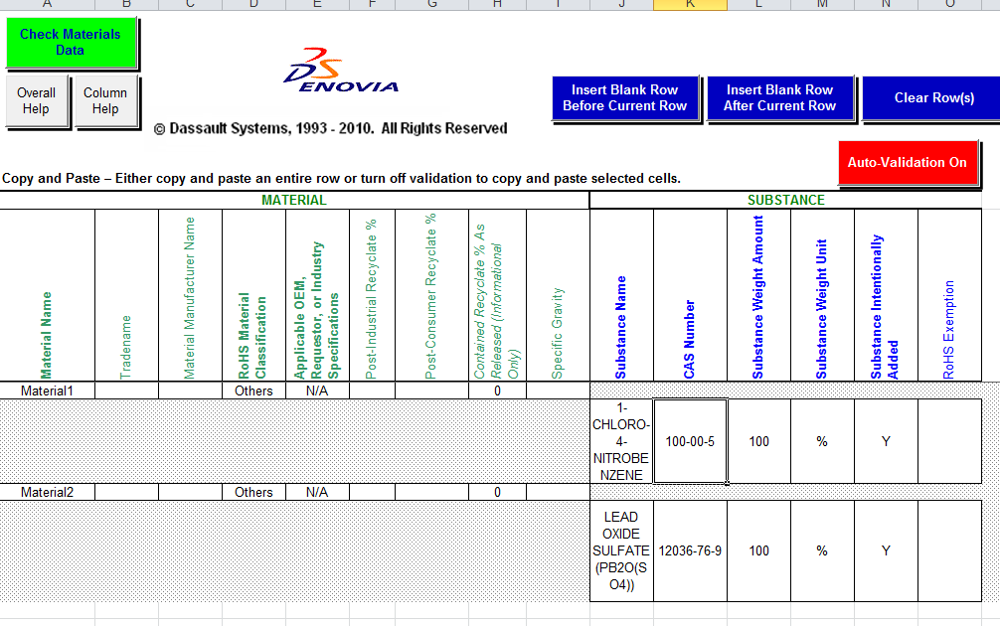 A B C D E F G H I J K L M N O
Check Materials
Data
Overall
Help
Column
Help
DS
ENOVIA
© Dassault Systems, 1993 - 2010. All Rights Reserved
Insert Blank Row
Before Current Row
Insert Blank Row
After Current Row
Clear Row(s)
Auto-Validation On
Copy and Paste – Either copy and paste an entire row or turn off validation to copy and paste selected cells.
MATERIAL
SUBSTANCE
Material Name
Tradename
Material Manufacturer Name
RoHS Material
Classification
Applicable OEM,
Requestor, or Industry
Specifications
Post-Industrial Recyclate %
Post-Consumer Recyclate %
Contained Recyclate % As
Released (Informational
Only)
Specific Gravity
Substance Name
CAS Number
Substance Weight Amount
Substance Weight Unit
Substance Intentionally
Added
RoHS Exemption
Material1 Others N/A 0
1-
CHLORO-
4-
NITROBE
NZENE
100-00-5 100 % Y
Material2 Others N/A 0
LEAD
OXIDE
SULFATE
(PB2O(S
O4))
12036-76-9 100 % Y